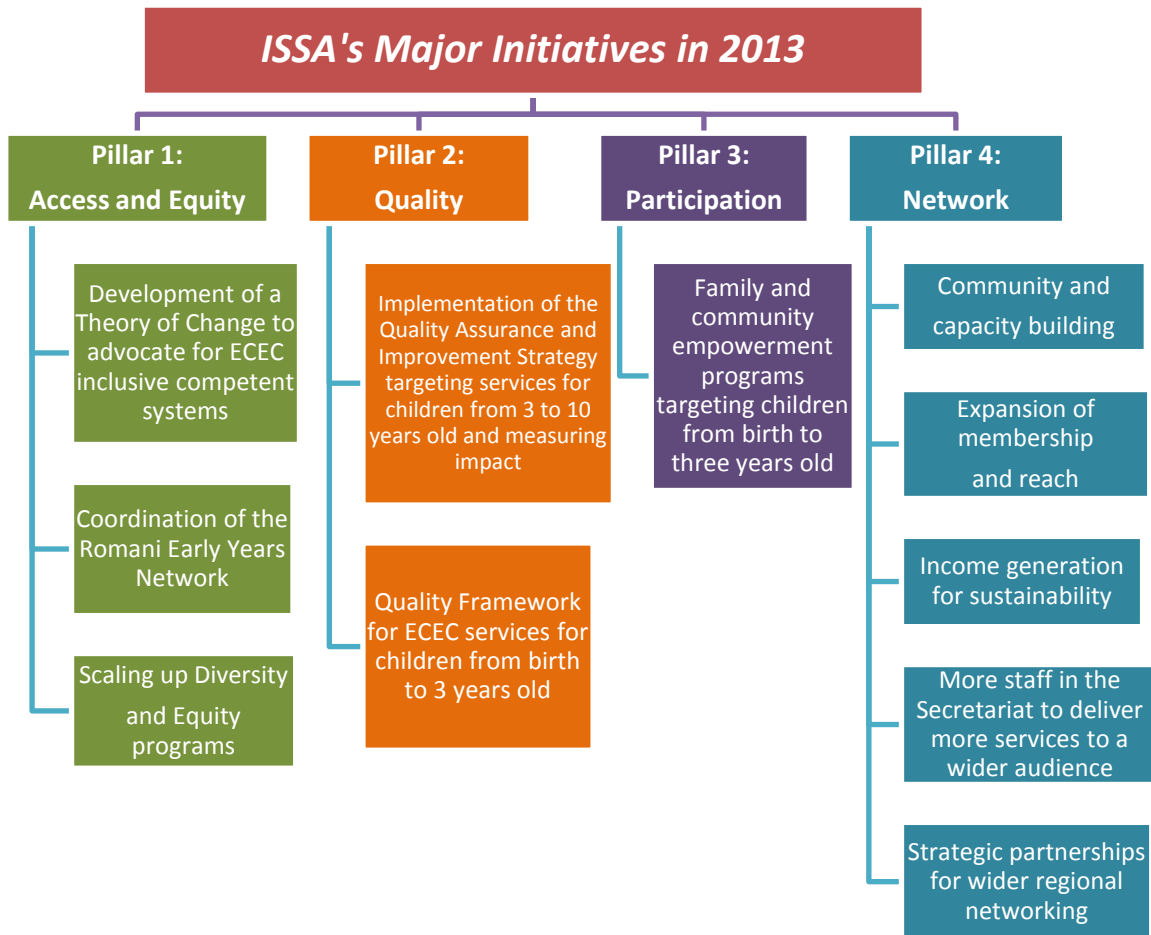 ISSA's Major Initiatives in 2013
Pillar 1:
Access and Equity
Development of a
Theory of Change to
advocate for ECEC
inclusive competent
systems
Coordination of the
Romani Early Years
Network
Scaling up Diversity
and Equity
programs
Pillar 2:
Quality
Implementation of the
Quality Assurance and
Improvement Strategy
targeting services for
children from 3 to 10
years old and measuring
impact
Quality Framework
for ECEC services for
children from birth
to 3 years old
Pillar 3:
Participation
Family and
community
empowerment
programs
targeting children
from birth to
three years old
Pillar 4:
Network
Community and
capacity building
Expansion of
membership
and reach
Income generation
for sustainability
More staff in the
Secretariat to deliver
more services to a
wider audience
Strategic partnerships
for wider regional
networking